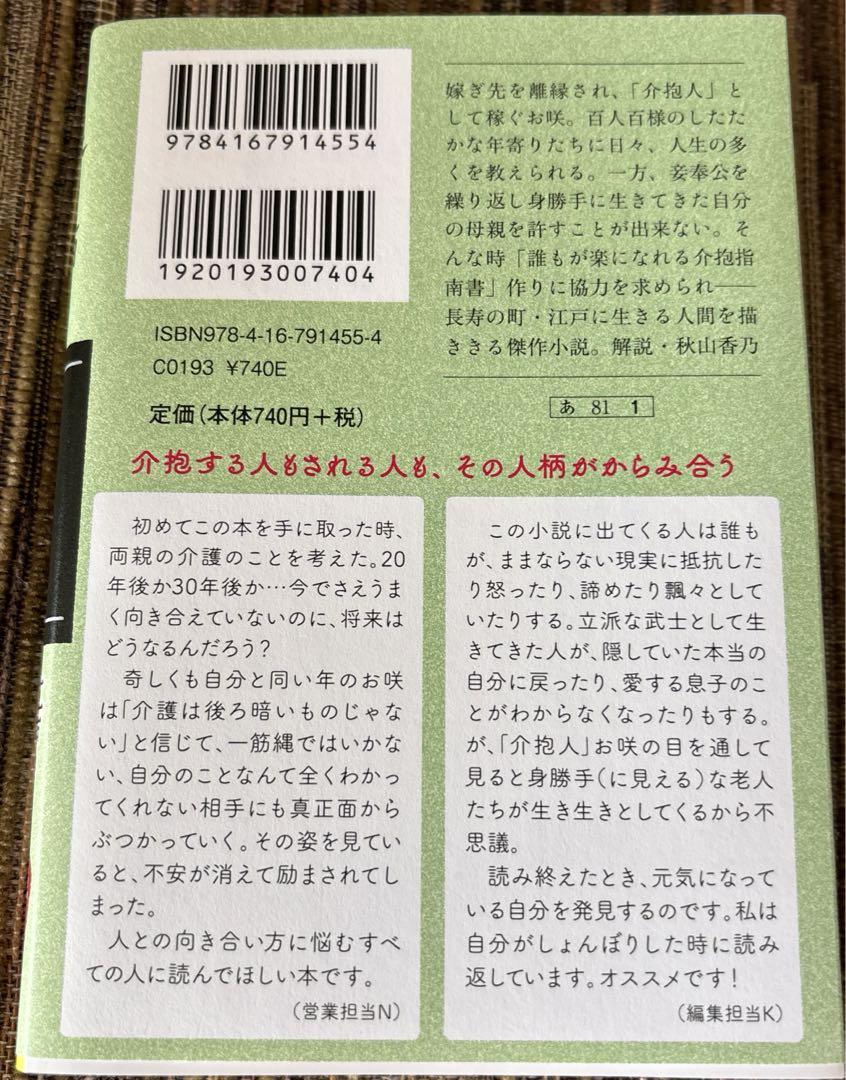 9784167914554
1920193007404
ISBN978-4-16-791455-4
C0193 ¥740E
定価(本体740円+税)
嫁ぎ先を離縁され、「介抱人」と
して稼ぐお咲。百人百様のしたた
かな年寄りたちに日々、人生の多
くを教えられる。一方、妾奉公を
繰り返し身勝手に生きてきた自分
の母親を許すことが出来ない。そ
んな時「誰もが楽になれる介抱指
南書」作りに協力を求められ――
長寿の町・江戸に生きる人間を描
ききる傑作小説。解説・秋山香乃
あ 81 1
介抱する人もされる人も、その人柄がからみ合う
初めてこの本を手に取った時、
両親の介護のことを考えた。20
年後か30年後か…今でさえうま
く向き合えていないのに、将来は
どうなるんだろう?
奇しくも自分と同い年のお咲
は「介護は後ろ暗いものじゃな
い」と信じて、一筋縄ではいかな
い、自分のことなんて全くわかっ
てくれない相手にも真正面から
ぶつかっていく。その姿を見てい
ると、不安が消えて励まされてし
まった。
人との向き合い方に悩むすべ
ての人に読んでほしい本です。
(営業担当N)
この小説に出てくる人は誰も
が、ままならない現実に抵抗した
り怒ったり、諦めたり飄々として
いたりする。立派な武士として生
きてきた人が、隠していた本当の
自分に戻ったり、愛する息子のこ
とがわからなくなったりもする。
が、「介抱人」お咲の目を通して
見ると身勝手(に見える)な老人
たちが生き生きとしてくるから不
思議。
読み終えたとき、元気になって
いる自分を発見するのです。私は
自分がしょんぼりした時に読み
返しています。オススメです!
(編集担当K)